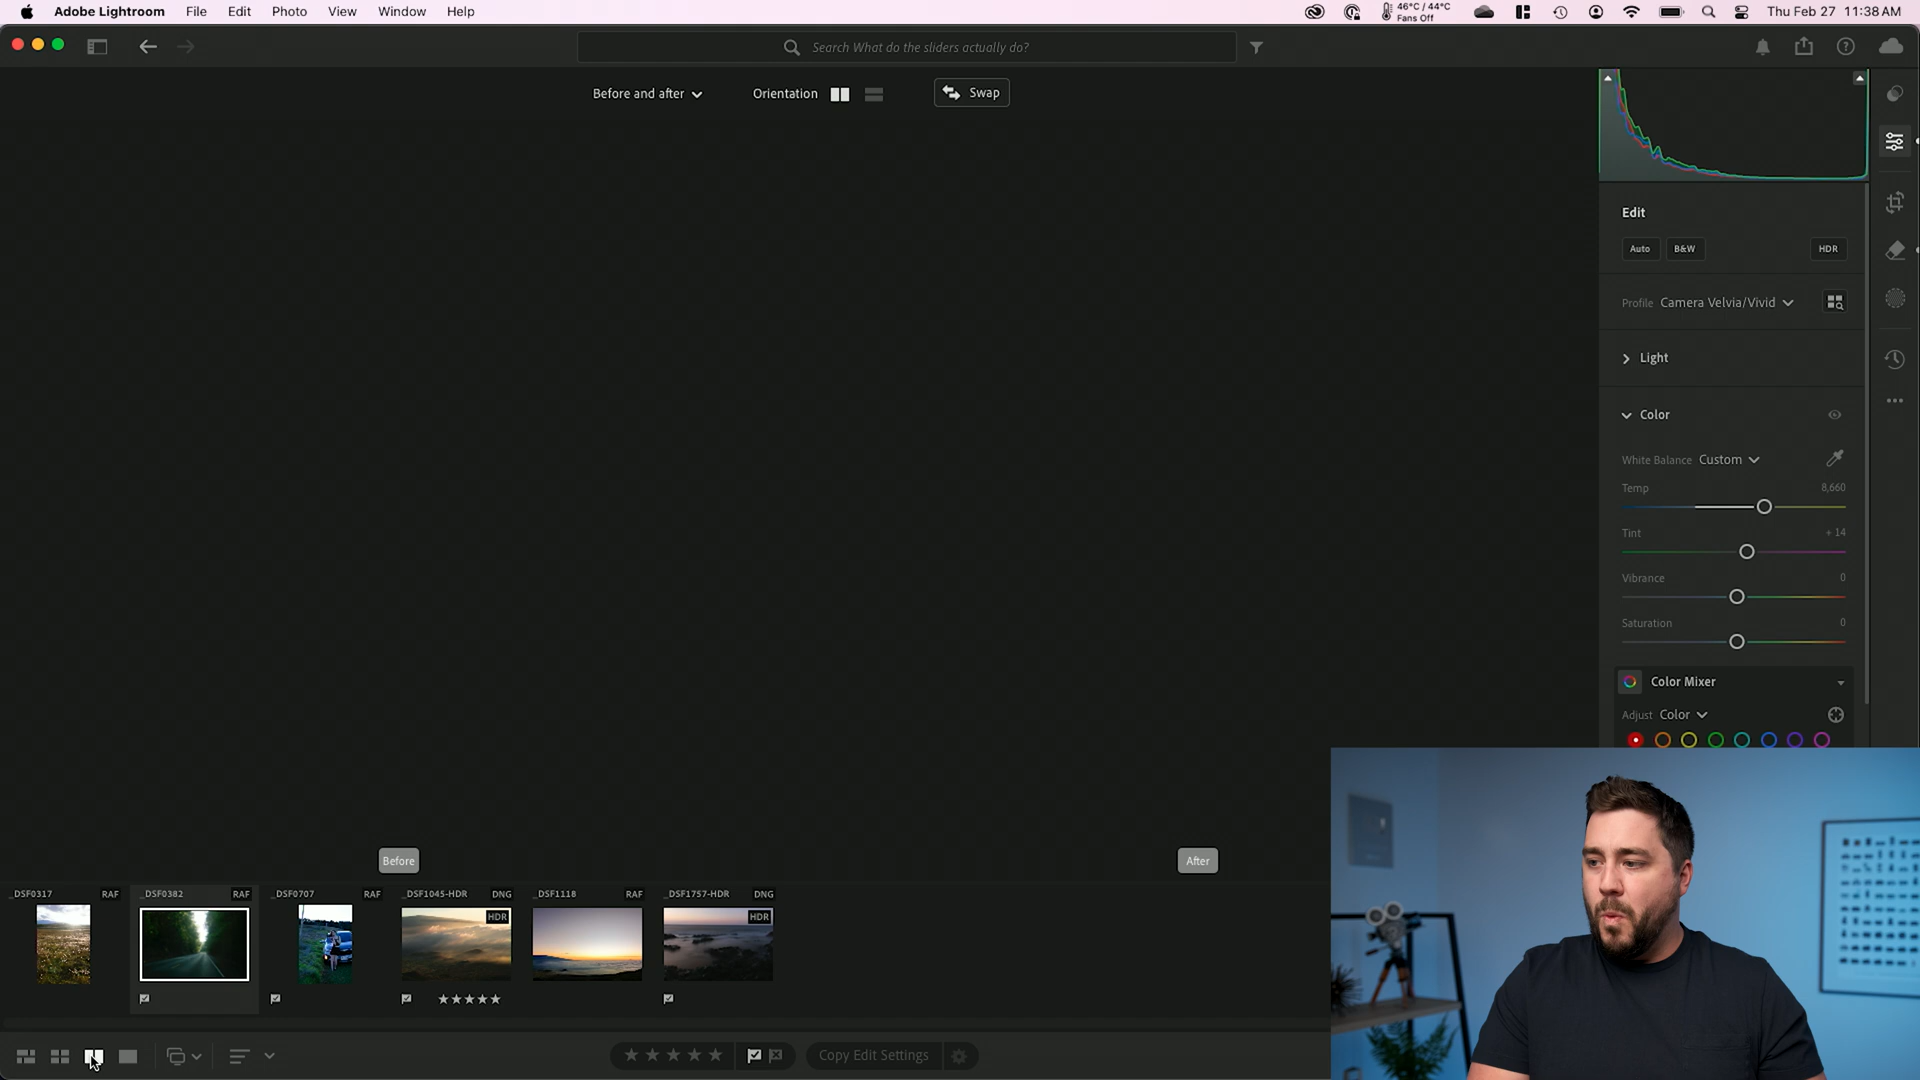 Adobe Lightroom File Edit Photo View Window Help
46°C / 44°C
Fans Off
Thu Feb 27 11:38 AM
Search What do the sliders actually do?
Before and after Orientation Swap
Edit
Auto B&W HDR
Profile Camera Velvia/Vivid
Light
Color
White Balance Custom
Temp 8,660
Tint + 14
Vibrance 0
Saturation 0
Color Mixer
Adjust Color
Before After
_DSF0317 RAF _DSF0382 RAF _DSF0707 RAF _DSF1045-HDR DNG _DSF1118 RAF _DSF1757-HDR DNG
HDR HDR
Copy Edit Settings